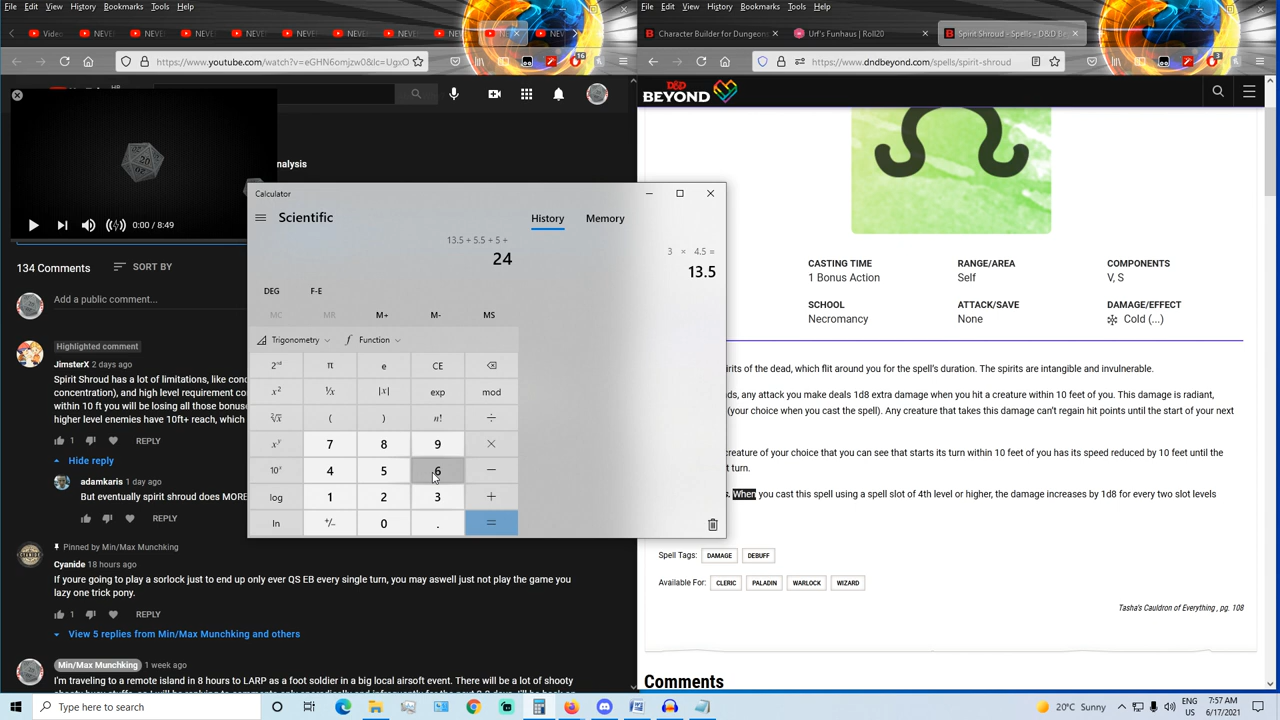 File Edit View History Bookmarks Tools Help
Video NEVE NEVE NEVE NEVE NEVE NEVE
https://www.youtube.com/watch?v=eGHN6omjzw0&lc=UgxO
16
0:00 / 8:49
nalysis
134 Comments SORT BY
Add a public comment...
Highlighted comment
JimsterX 2 days ago
Spirit Shroud has a lot of limitations, like conc
concentration), and high level requirement co
within 10 ft you will be losing all those bonus
higher level enemies have 10ft+ reach, which
1 REPLY
Hide reply
adamkaris 1 day ago
But eventually spirit shroud does MORE
REPLY
Pinned by Min/Max Munchking
Cyanide 18 hours ago
If youre going to play a sorlock just to end up only ever QS EB every single turn, you may aswell just not play the game you
lazy one trick pony.
1 REPLY
View 5 replies from Min/Max Munchking and others
Min/Max Munchking 1 week ago
I'm traveling to a remote island in 8 hours to LARP as a foot soldier in a big local airsoft event. There will be a lot of shooty
Calculator
Scientific
History Memory
13.5 + 5.5 + 5 +
24
3 × 4.5 =
13.5
DEG F-E
MC MR M+ M- MS
Trigonometry Function
2ⁿᵈ π e CE
x² ¹/x |x| exp mod
²√x ( ) n! ÷
xʸ 7 8 9 ×
10ˣ 4 5 6 −
log 1 2 3 +
ln +/− 0 . =
File Edit View History Bookmarks Tools Help
Character Builder for Dungeons Urf's Funhaus | Roll20 Spirit Shroud - Spells - D&D Be
https://www.dndbeyond.com/spells/spirit-shroud
D&D
BEYOND
CASTING TIME
1 Bonus Action
RANGE/AREA
Self
COMPONENTS
V, S
SCHOOL
Necromancy
ATTACK/SAVE
None
DAMAGE/EFFECT
Cold (...)
irits of the dead, which flit around you for the spell's duration. The spirits are intangible and invulnerable.
nds, any attack you make deals 1d8 extra damage when you hit a creature within 10 feet of you. This damage is radiant,
(your choice when you cast the spell). Any creature that takes this damage can't regain hit points until the start of your next
creature of your choice that you can see that starts its turn within 10 feet of you has its speed reduced by 10 feet until the
t turn.
s. When you cast this spell using a spell slot of 4th level or higher, the damage increases by 1d8 for every two slot levels
Spell Tags: DAMAGE DEBUFF
Available For: CLERIC PALADIN WARLOCK WIZARD
Tasha's Cauldron of Everything , pg. 108
Comments
Type here to search
20°C Sunny
ENG
US
7:57 AM
6/17/2021